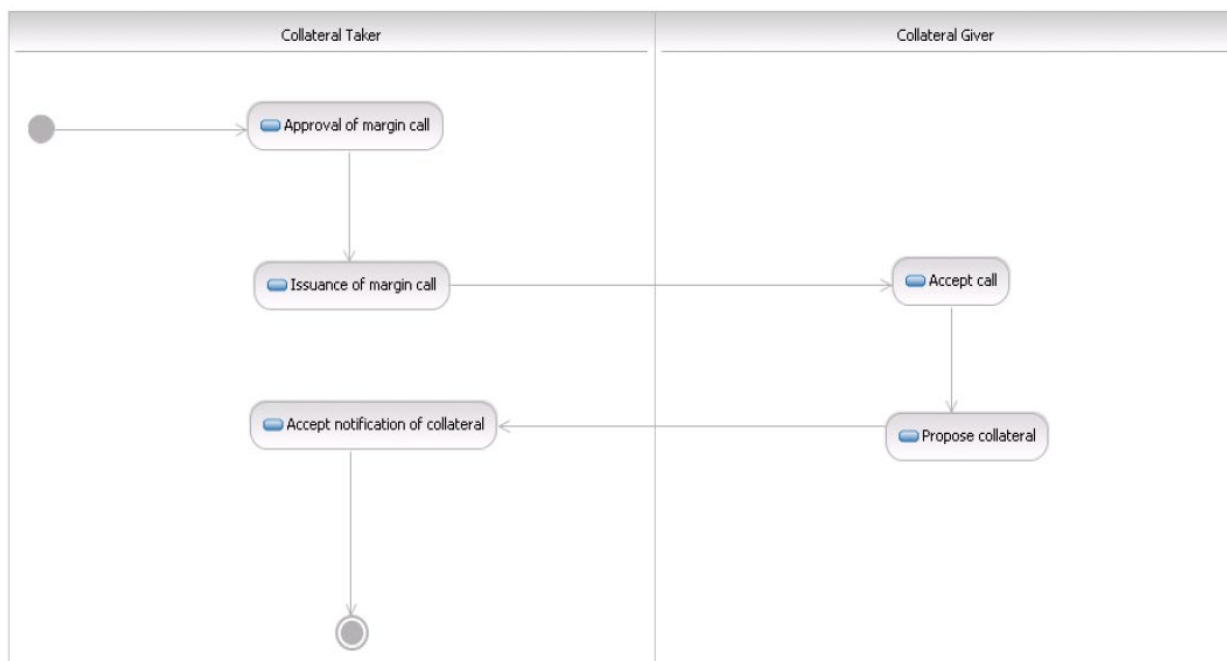 Collateral Taker
Collateral Giver
Approval of margin call
Issuance of margin call
Accept call
Accept notification of collateral
Propose collateral